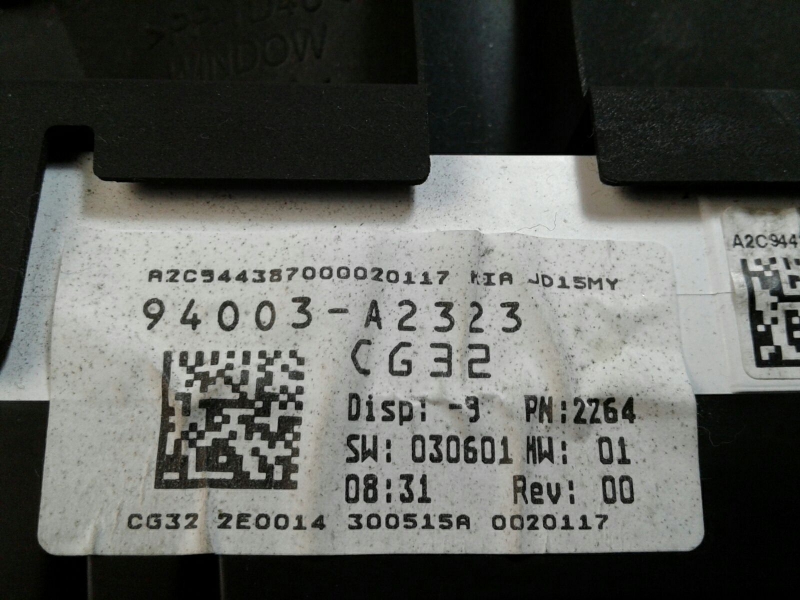 WINDOW
A2C94438700020117 KIA JD15MY
94003-A2323
CG32
Disp: -9 PN:2264
SW: 030601 HW: 01
08:31 Rev: 00
CG32 2E0014 300515A 0020117
A2C944